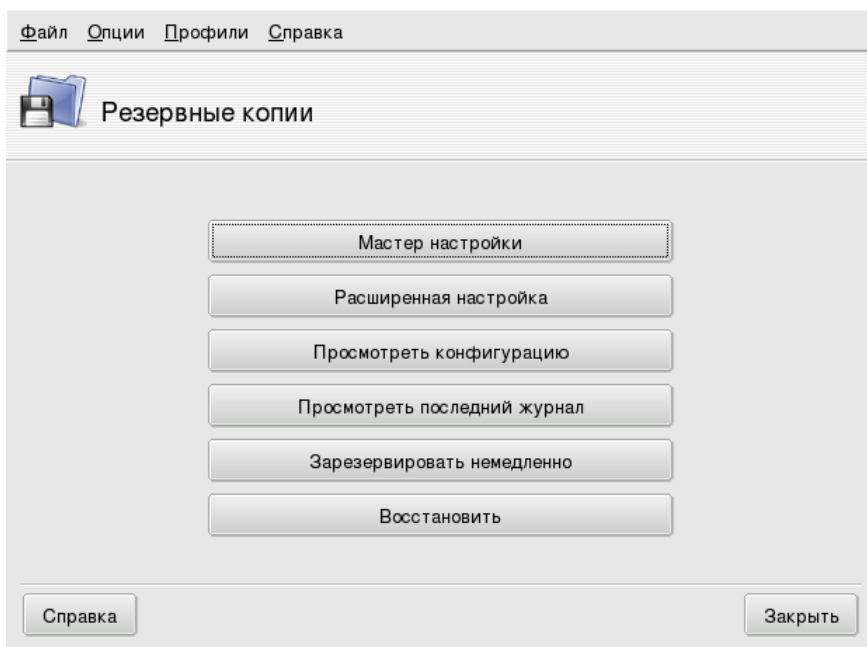 Файл Опции Профили Справка
Резервные копии
Мастер настройки
Расширенная настройка
Просмотреть конфигурацию
Просмотреть последний журнал
Зарезервировать немедленно
Восстановить
Справка Закрыть